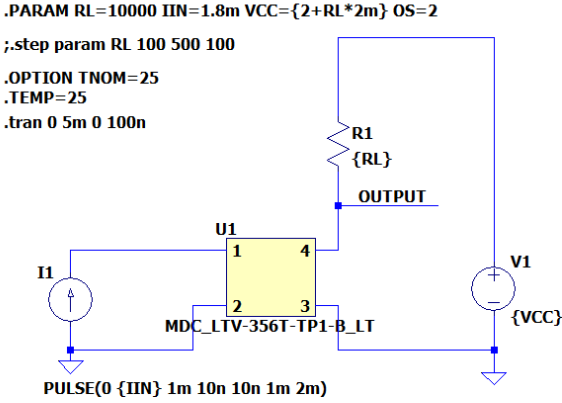 .PARAM RL=10000 IIN=1.8m VCC={2+RL*2m} OS=2
;.step param RL 100 500 100
.OPTION TNOM=25
.TEMP=25
.tran 0 5m 0 100n
R1
{RL}
OUTPUT
U1
1 4
I1
V1
2 3
{VCC}
MDC_LTV-356T-TP1-B_LT
PULSE(0 {IIN} 1m 10n 10n 1m 2m)